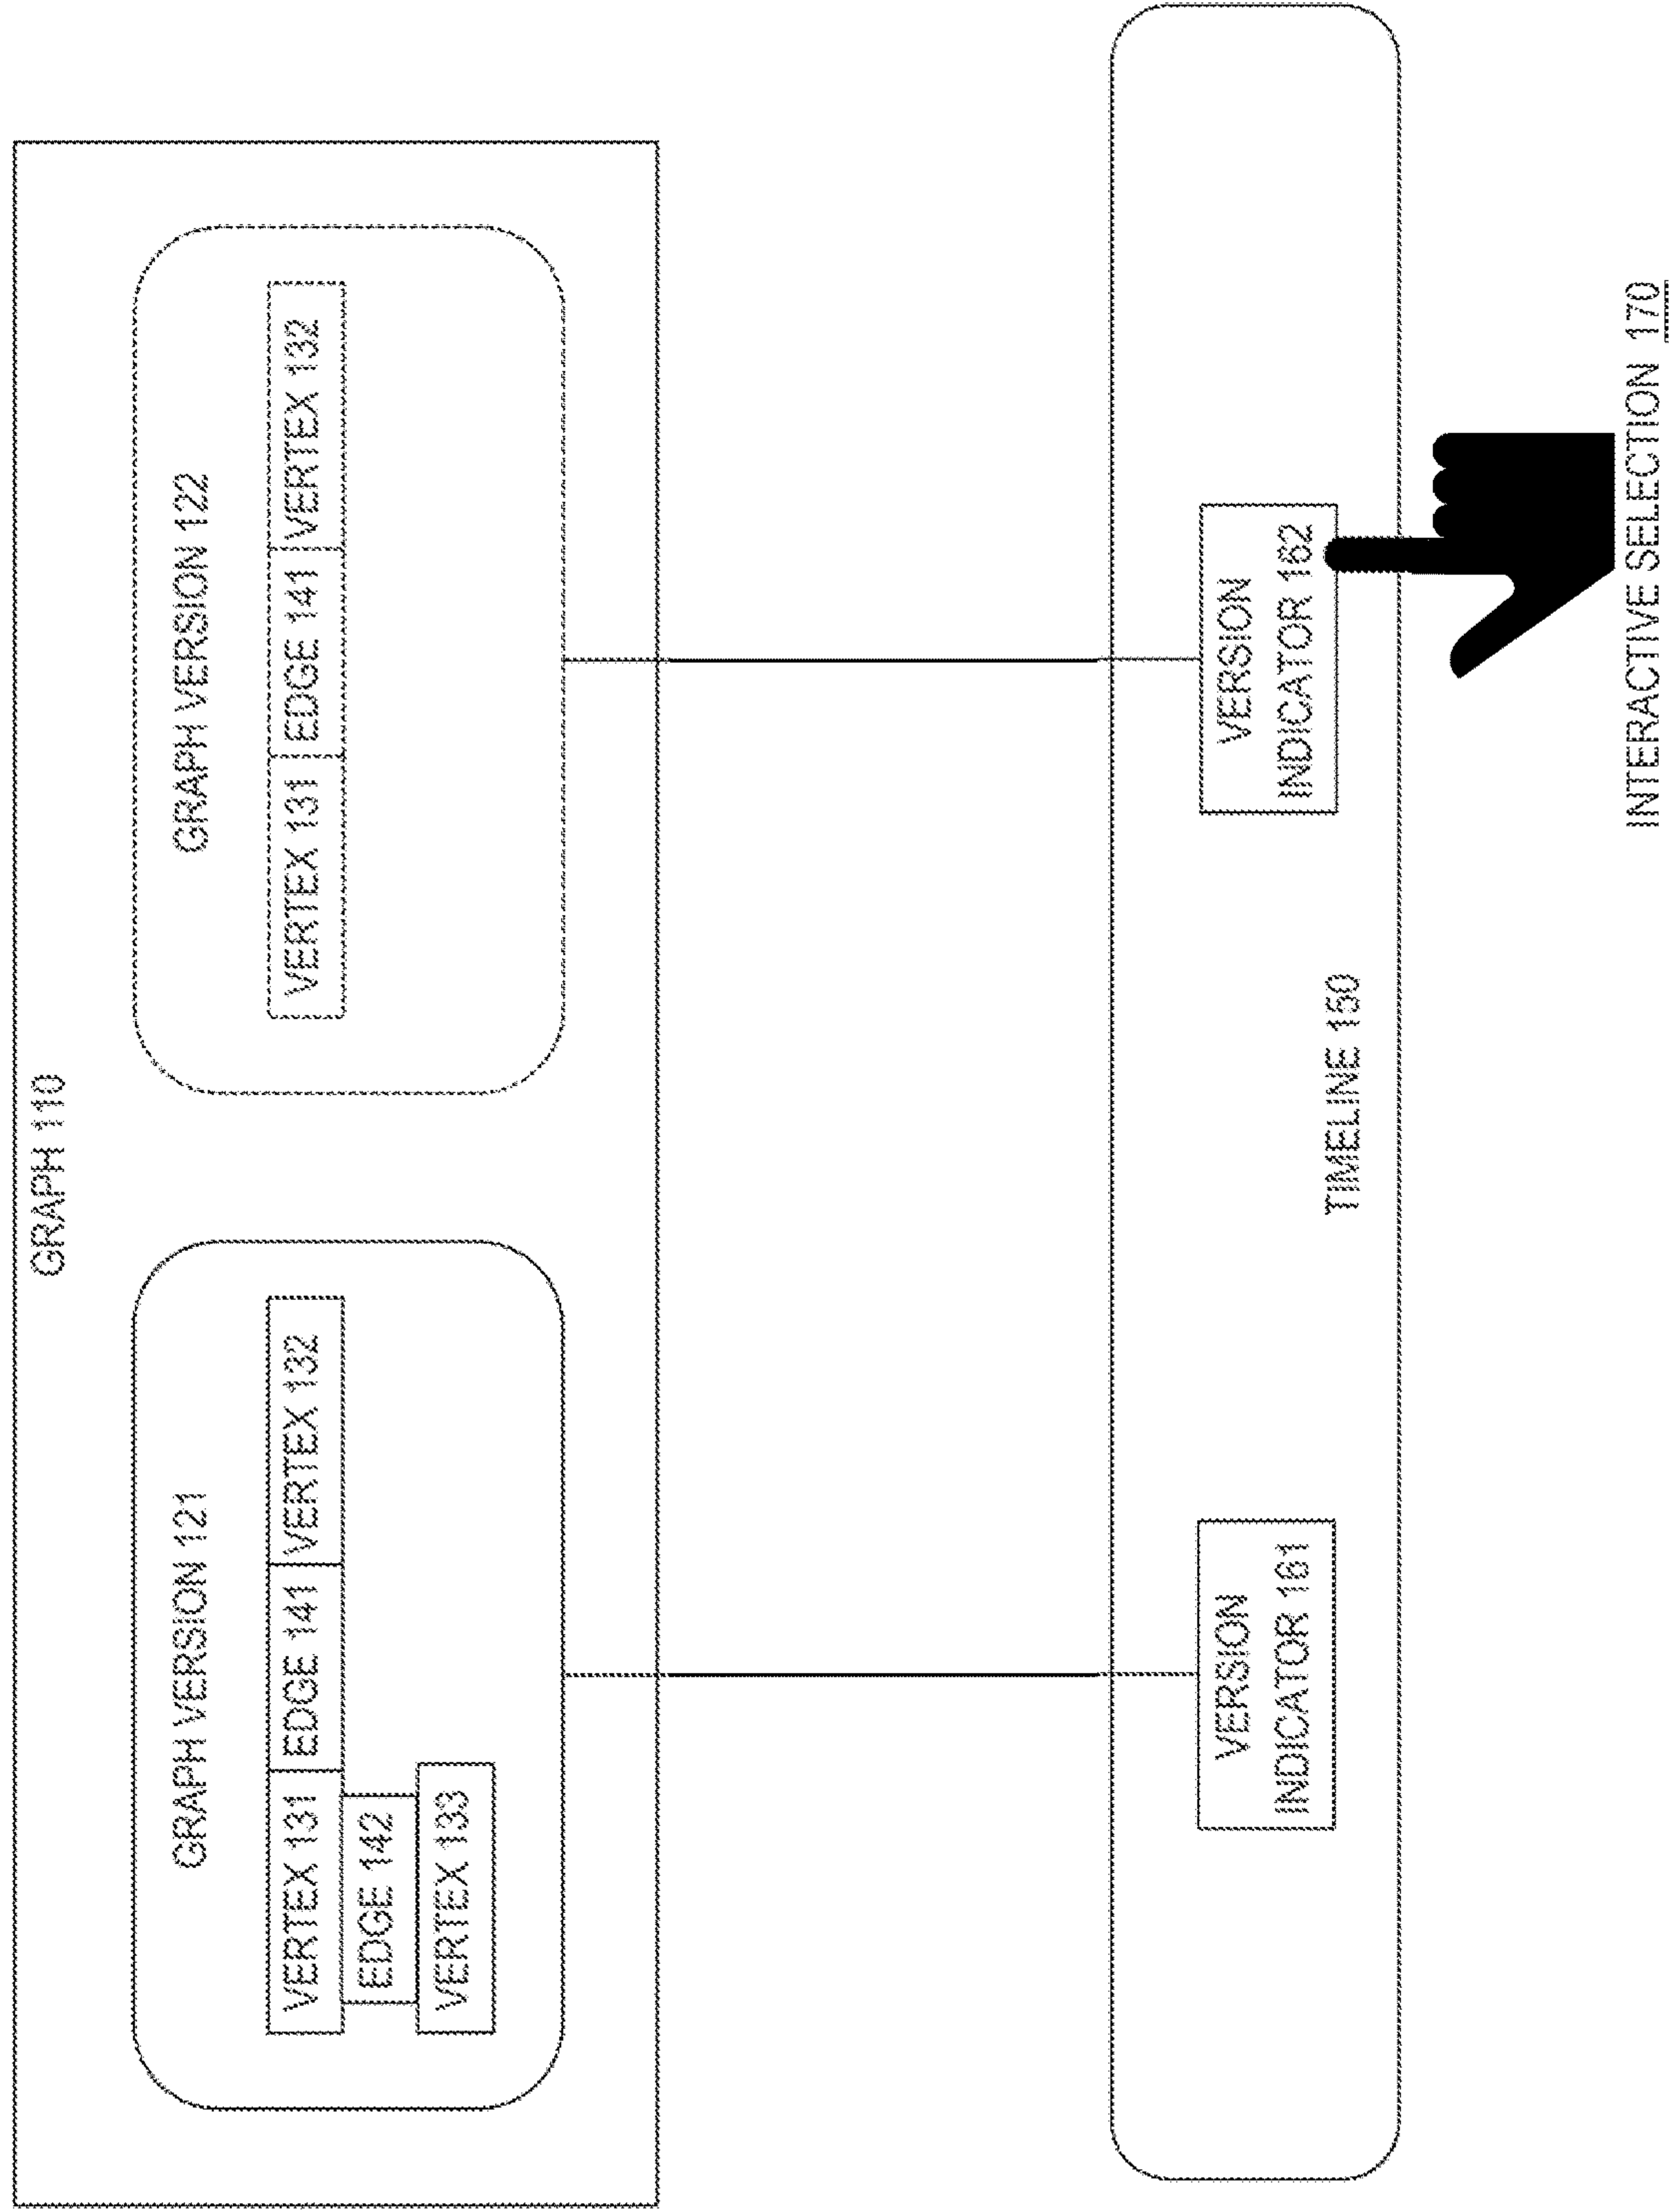 GRAPH 110
GRAPH VERSION 121
VERTEX 131
EDGE 141
VERTEX 132
EDGE 142
VERTEX 133
GRAPH VERSION 122
VERTEX 131
EDGE 141
VERTEX 132
VERSION
INDICATOR 161
VERSION
INDICATOR 162
TIMELINE 150
INTERACTIVE SELECTION 170